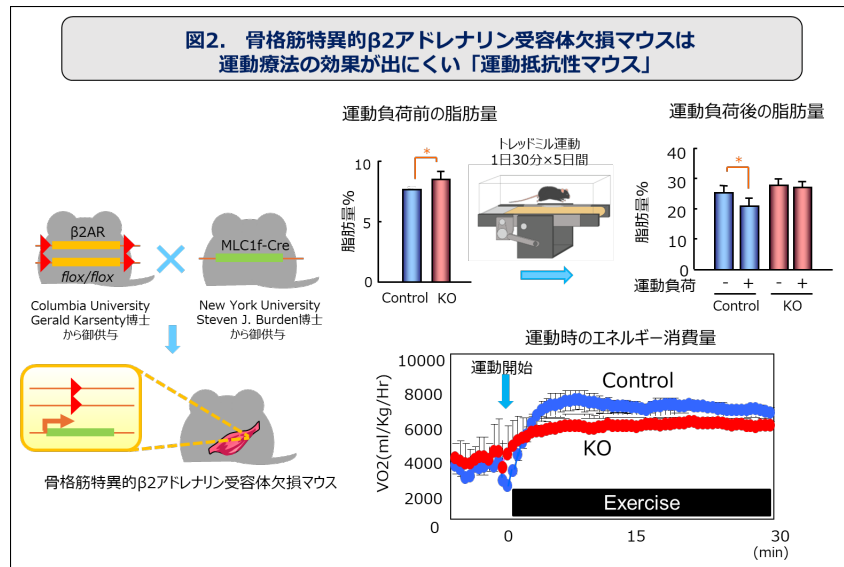 図2. 骨格筋特異的β2アドレナリン受容体欠損マウスは
運動療法の効果が出にくい「運動抵抗性マウス」
β2AR
flox/flox
MLC1f-Cre
Columbia University
Gerald Karsenty博士
から御供与
New York University
Steven J. Burden博士
から御供与
骨格筋特異的β2アドレナリン受容体欠損マウス
運動負荷前の脂肪量
脂肪量%
10
5
0
*
Control KO
トレッドミル運動
1日30分×5日間
運動負荷後の脂肪量
脂肪量%
40
30
20
10
0
*
運動負荷 - + - +
Control KO
運動時のエネルギー消費量
VO2(ml/Kg/Hr)
10000
8000
6000
4000
2000
0
運動開始
Control
KO
Exercise
0 15 30
(min)